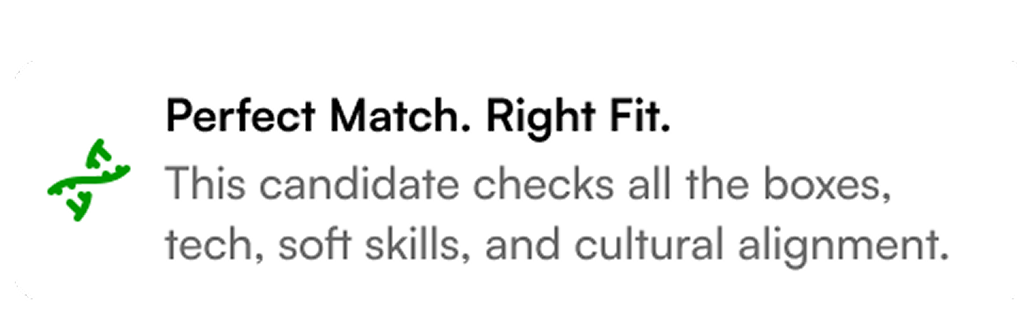 Perfect Match. Right Fit.
This candidate checks all the boxes,
tech, soft skills, and cultural alignment.